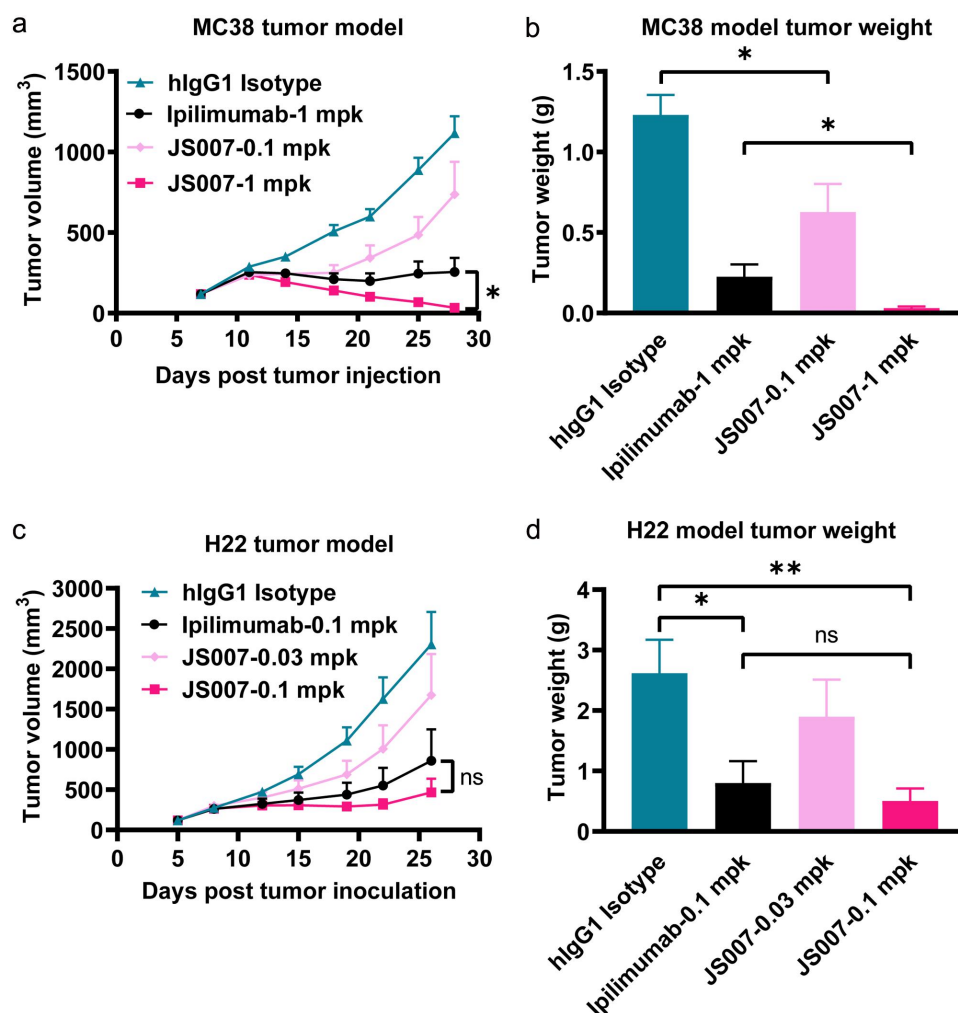 a
MC38 tumor model
Tumor volume (mm³)
1500
1000
500
0
hIgG1 Isotype
Ipilimumab-1 mpk
JS007-0.1 mpk
JS007-1 mpk
*
0 5 10 15 20 25 30
Days post tumor injection
b
MC38 model tumor weight
Tumor weight (g)
1.5
1.0
0.5
0.0
*
*
hIgG1 Isotype
Ipilimumab-1 mpk
JS007-0.1 mpk
JS007-1 mpk
c
H22 tumor model
Tumor volume (mm³)
3000
2500
2000
1500
1000
500
0
hIgG1 Isotype
Ipilimumab-0.1 mpk
JS007-0.03 mpk
JS007-0.1 mpk
ns
0 5 10 15 20 25 30
Days post tumor inoculation
d
H22 model tumor weight
Tumor weight (g)
4
3
2
1
0
**
*
ns
hIgG1 Isotype
Ipilimumab-0.1 mpk
JS007-0.03 mpk
JS007-0.1 mpk